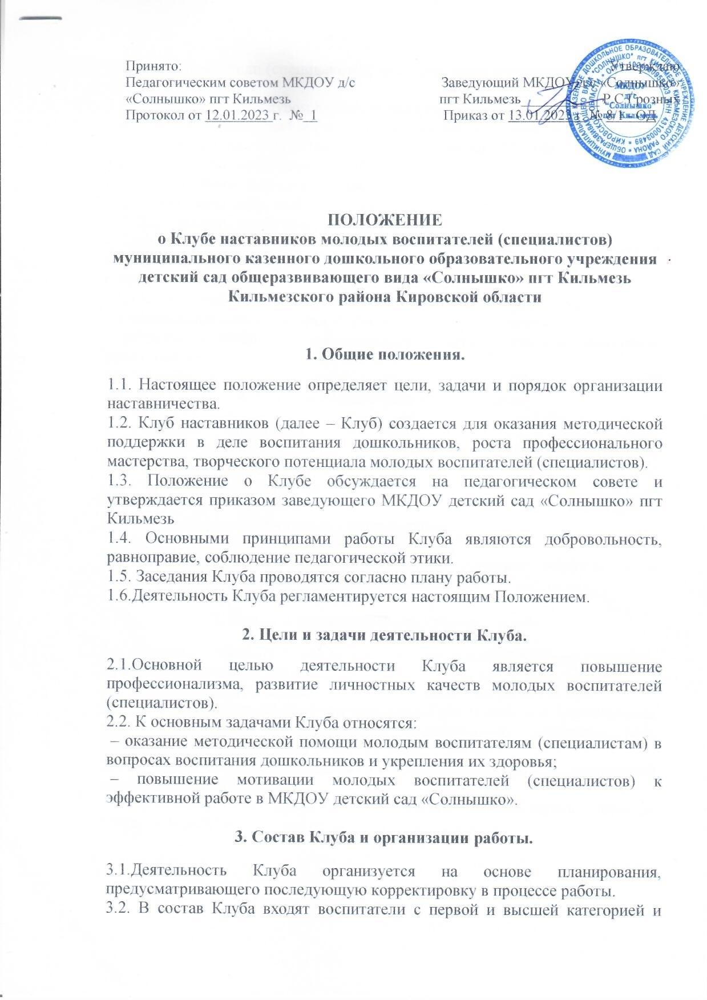 Принято:
Педагогическим советом МКДОУ д/с
«Солнышко» пгт Кильмезь
Протокол от 12.01.2023 г. № 1
Утверждаю
Заведующий МКДОУ д/с «Солнышко»
пгт Кильмезь Р.С.Грозных
Приказ от 13.01.2023 г. № 8/1 – ОД
МКДОУ
д/с
"Солнышко"
пгт Кильмезь
ПОЛОЖЕНИЕ
о Клубе наставников молодых воспитателей (специалистов)
муниципального казенного дошкольного образовательного учреждения
детский сад общеразвивающего вида «Солнышко» пгт Кильмезь
Кильмезского района Кировской области
1. Общие положения.
1.1. Настоящее положение определяет цели, задачи и порядок организации
наставничества.
1.2. Клуб наставников (далее – Клуб) создается для оказания методической
поддержки в деле воспитания дошкольников, роста профессионального
мастерства, творческого потенциала молодых воспитателей (специалистов).
1.3. Положение о Клубе обсуждается на педагогическом совете и
утверждается приказом заведующего МКДОУ детский сад «Солнышко» пгт
Кильмезь
1.4. Основными принципами работы Клуба являются добровольность,
равноправие, соблюдение педагогической этики.
1.5. Заседания Клуба проводятся согласно плану работы.
1.6.Деятельность Клуба регламентируется настоящим Положением.
2. Цели и задачи деятельности Клуба.
2.1.Основной целью деятельности Клуба является повышение
профессионализма, развитие личностных качеств молодых воспитателей
(специалистов).
2.2. К основным задачами Клуба относятся:
– оказание методической помощи молодым воспитателям (специалистам) в
вопросах воспитания дошкольников и укрепления их здоровья;
– повышение мотивации молодых воспитателей (специалистов) к
эффективной работе в МКДОУ детский сад «Солнышко».
3. Состав Клуба и организации работы.
3.1.Деятельность Клуба организуется на основе планирования,
предусматривающего последующую корректировку в процессе работы.
3.2. В состав Клуба входят воспитатели с первой и высшей категорией и